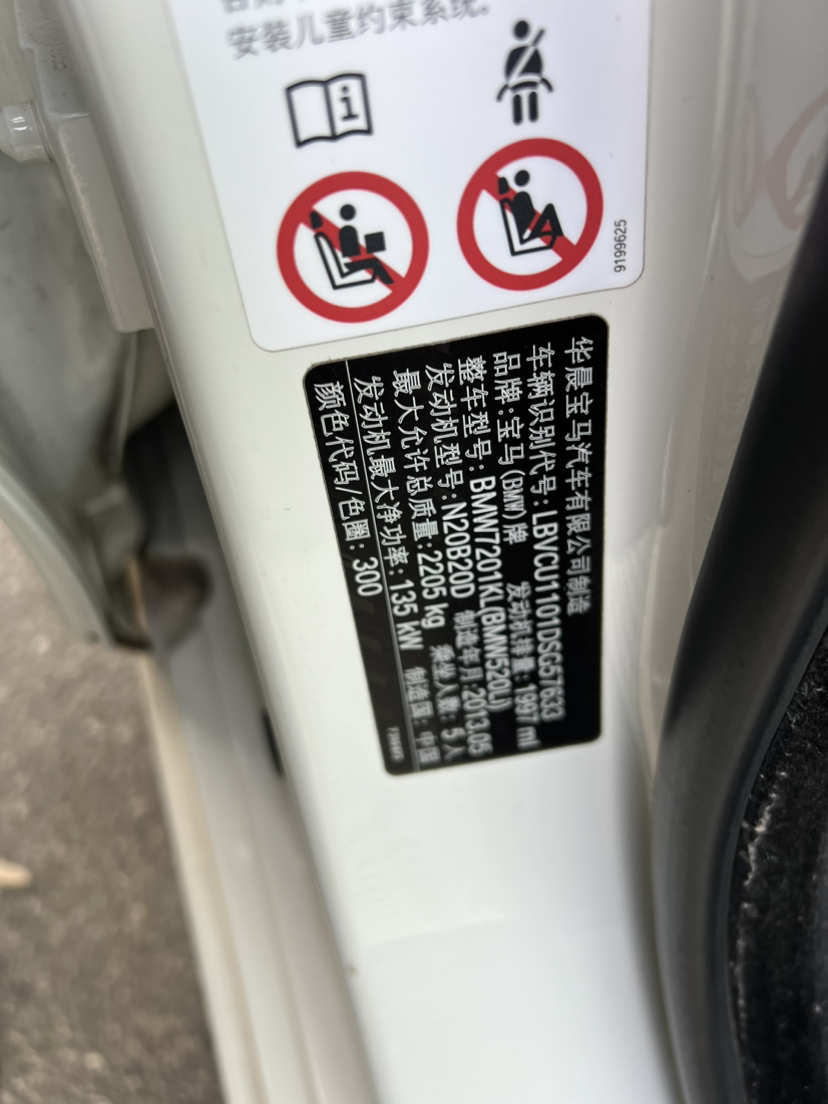 安装儿童约束系统。
9199625
华晨宝马汽车有限公司制造
车辆识别代号:LBVCU1101DSG57633
品牌:宝马(BMW)牌 发动机排量:1997 ml
整车型号:BMW7201KL(BMW520Li)
发动机型号:N20B20D 制造年月:2013.05
最大允许总质量:2205 kg 乘坐人数:5人
发动机最大净功率:135 kW 制造国:中国
颜色代码/色圈:300